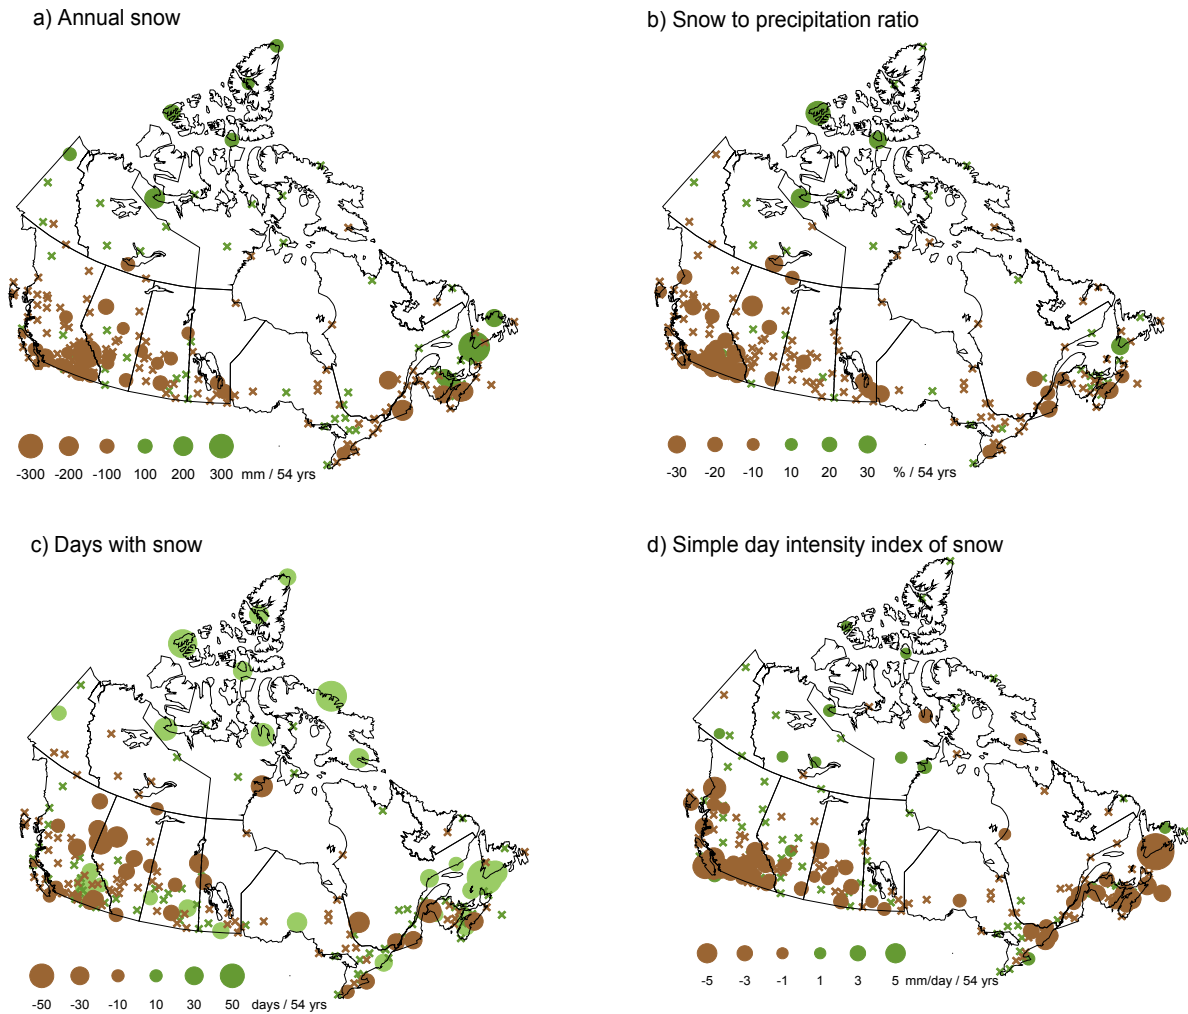 a) Annual snow
b) Snow to precipitation ratio
-300 -200 -100 100 200 300 mm / 54 yrs
-30 -20 -10 10 20 30 % / 54 yrs
c) Days with snow
d) Simple day intensity index of snow
-50 -30 -10 10 30 50 days / 54 yrs
-5 -3 -1 1 3 5 mm/day / 54 yrs